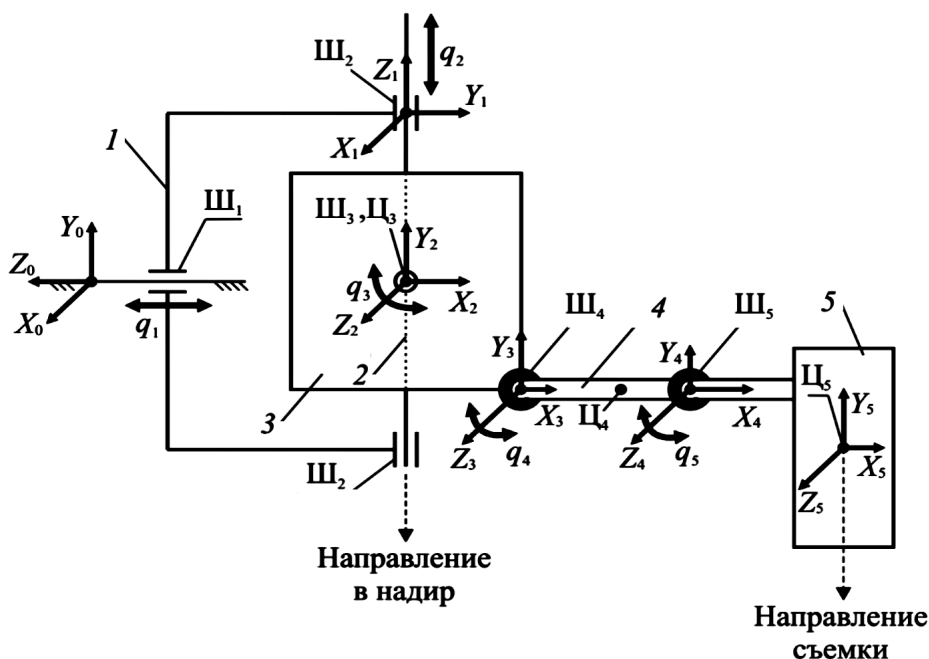 Ш₂
q₂
Z₁
Y₁
X₁
1
Ш₁
Ш₃, Ц₃
Y₀
Y₂
Z₀
q₃
X₂
X₀
q₁
Z₂
Ш₄
4
Ш₅
5
Y₃
Y₄
2
Ц₅
3
X₃
Ц₄
X₄
Y₅
Z₃
q₄
Z₄
q₅
X₅
Ш₂
Z₅
Направление
в надир
Направление
съемки